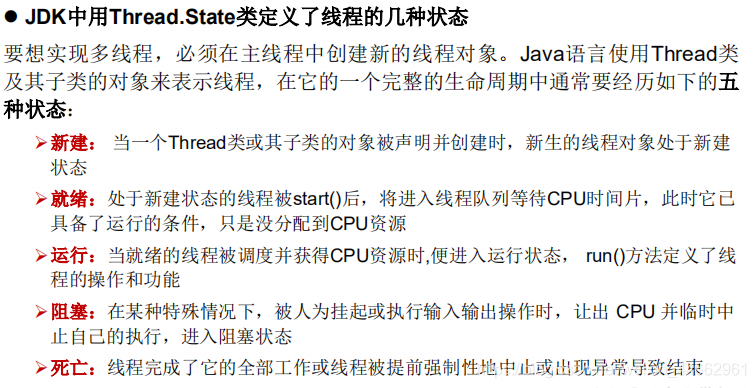 ● JDK中用Thread.State类定义了线程的几种状态
要想实现多线程，必须在主线程中创建新的线程对象。Java语言使用Thread类
及其子类的对象来表示线程，在它的一个完整的生命周期中通常要经历如下的五
种状态：
➢新建： 当一个Thread类或其子类的对象被声明并创建时，新生的线程对象处于新建
状态
➢就绪：处于新建状态的线程被start()后，将进入线程队列等待CPU时间片，此时它已
具备了运行的条件，只是没分配到CPU资源
➢运行：当就绪的线程被调度并获得CPU资源时,便进入运行状态， run()方法定义了线
程的操作和功能
➢阻塞：在某种特殊情况下，被人为挂起或执行输入输出操作时，让出 CPU 并临时中
止自己的执行，进入阻塞状态
➢死亡：线程完成了它的全部工作或线程被提前强制性地中止或出现异常导致结束